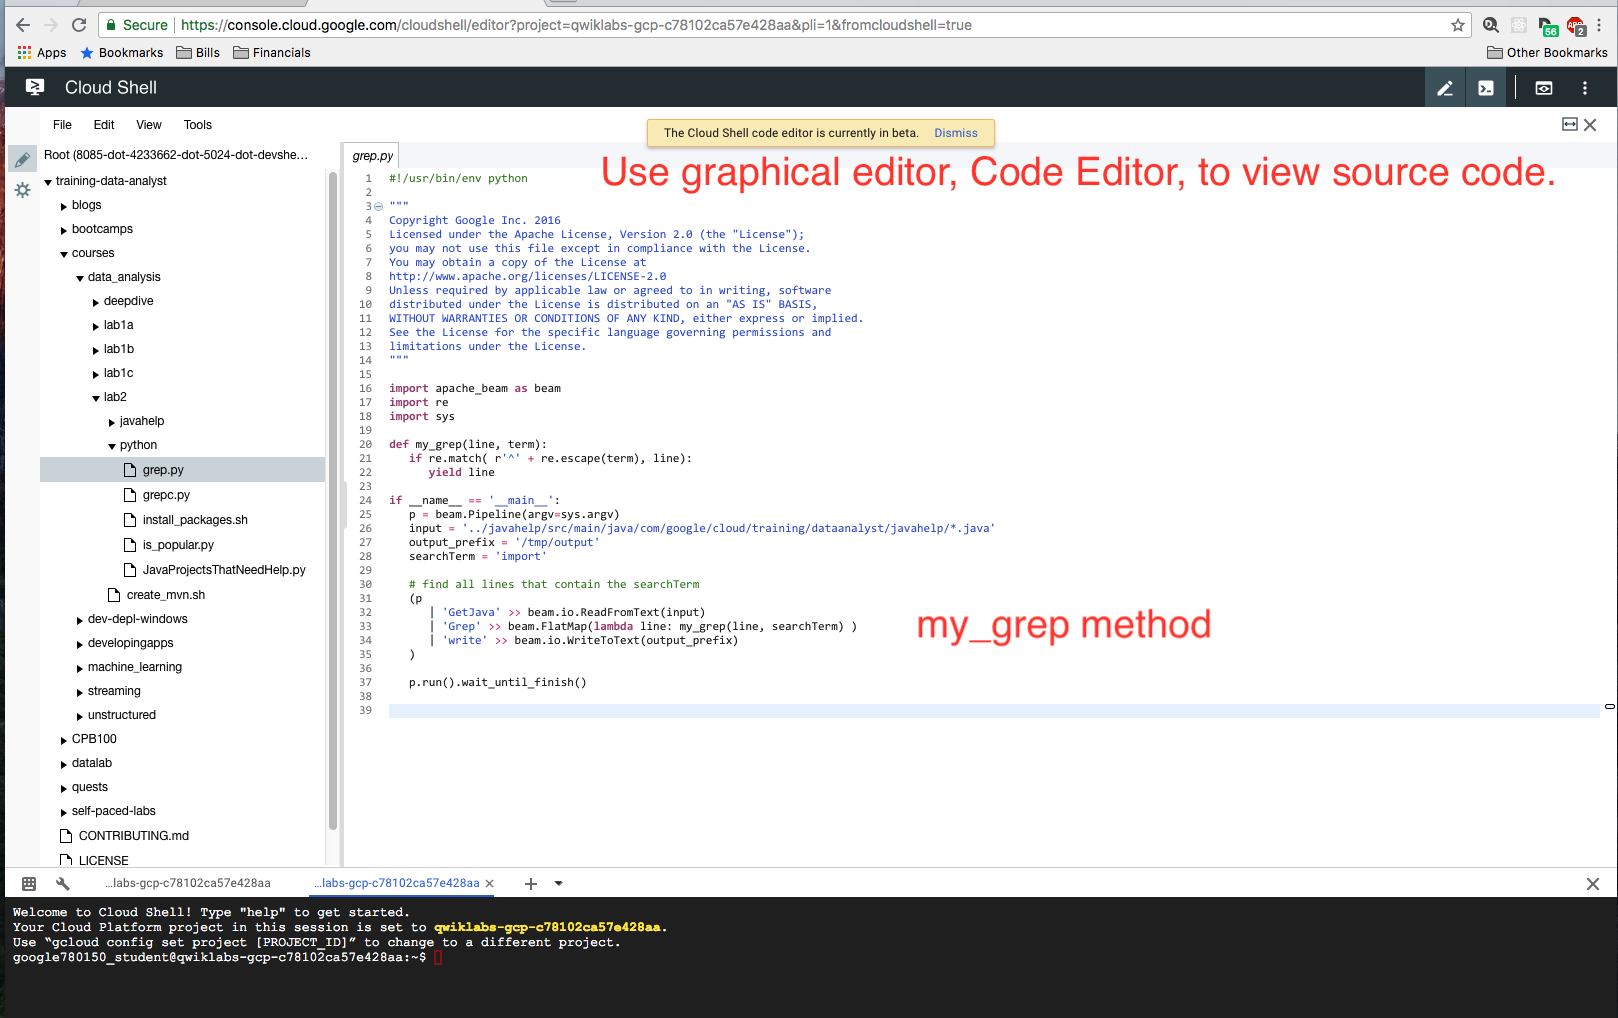 Secure https://console.cloud.google.com/cloudshell/editor?project=qwiklabs-gcp-c78102ca57e428aa&pli=1&fromcloudshell=true
56
2
Apps Bookmarks Bills Financials Other Bookmarks
Cloud Shell
File Edit View Tools
The Cloud Shell code editor is currently in beta. Dismiss
Root (8085-dot-4233662-dot-5024-dot-devshe...
training-data-analyst
blogs
bootcamps
courses
data_analysis
deepdive
lab1a
lab1b
lab1c
lab2
javahelp
python
grep.py
grepc.py
install_packages.sh
is_popular.py
JavaProjectsThatNeedHelp.py
create_mvn.sh
dev-depl-windows
developingapps
machine_learning
streaming
unstructured
CPB100
datalab
quests
self-paced-labs
CONTRIBUTING.md
LICENSE
grep.py
Use graphical editor, Code Editor, to view source code.
1 #!/usr/bin/env python
2
3 """
4 Copyright Google Inc. 2016
5 Licensed under the Apache License, Version 2.0 (the "License");
6 you may not use this file except in compliance with the License.
7 You may obtain a copy of the License at
8 http://www.apache.org/licenses/LICENSE-2.0
9 Unless required by applicable law or agreed to in writing, software
10 distributed under the License is distributed on an "AS IS" BASIS,
11 WITHOUT WARRANTIES OR CONDITIONS OF ANY KIND, either express or implied.
12 See the License for the specific language governing permissions and
13 limitations under the License.
14 """
15
16 import apache_beam as beam
17 import re
18 import sys
19
20 def my_grep(line, term):
21    if re.match( r'^' + re.escape(term), line):
22       yield line
23
24 if __name__ == '__main__':
25    p = beam.Pipeline(argv=sys.argv)
26    input = '../javahelp/src/main/java/com/google/cloud/training/dataanalyst/javahelp/*.java'
27    output_prefix = '/tmp/output'
28    searchTerm = 'import'
29
30    # find all lines that contain the searchTerm
31    (p
32       | 'GetJava' >> beam.io.ReadFromText(input)
33       | 'Grep' >> beam.FlatMap(lambda line: my_grep(line, searchTerm) )
34       | 'write' >> beam.io.WriteToText(output_prefix)
35    )
36
37    p.run().wait_until_finish()
38
39
my_grep method
...labs-gcp-c78102ca57e428aa ...labs-gcp-c78102ca57e428aa
Welcome to Cloud Shell! Type "help" to get started.
Your Cloud Platform project in this session is set to qwiklabs-gcp-c78102ca57e428aa.
Use “gcloud config set project [PROJECT_ID]” to change to a different project.
google780150_student@qwiklabs-gcp-c78102ca57e428aa:~$